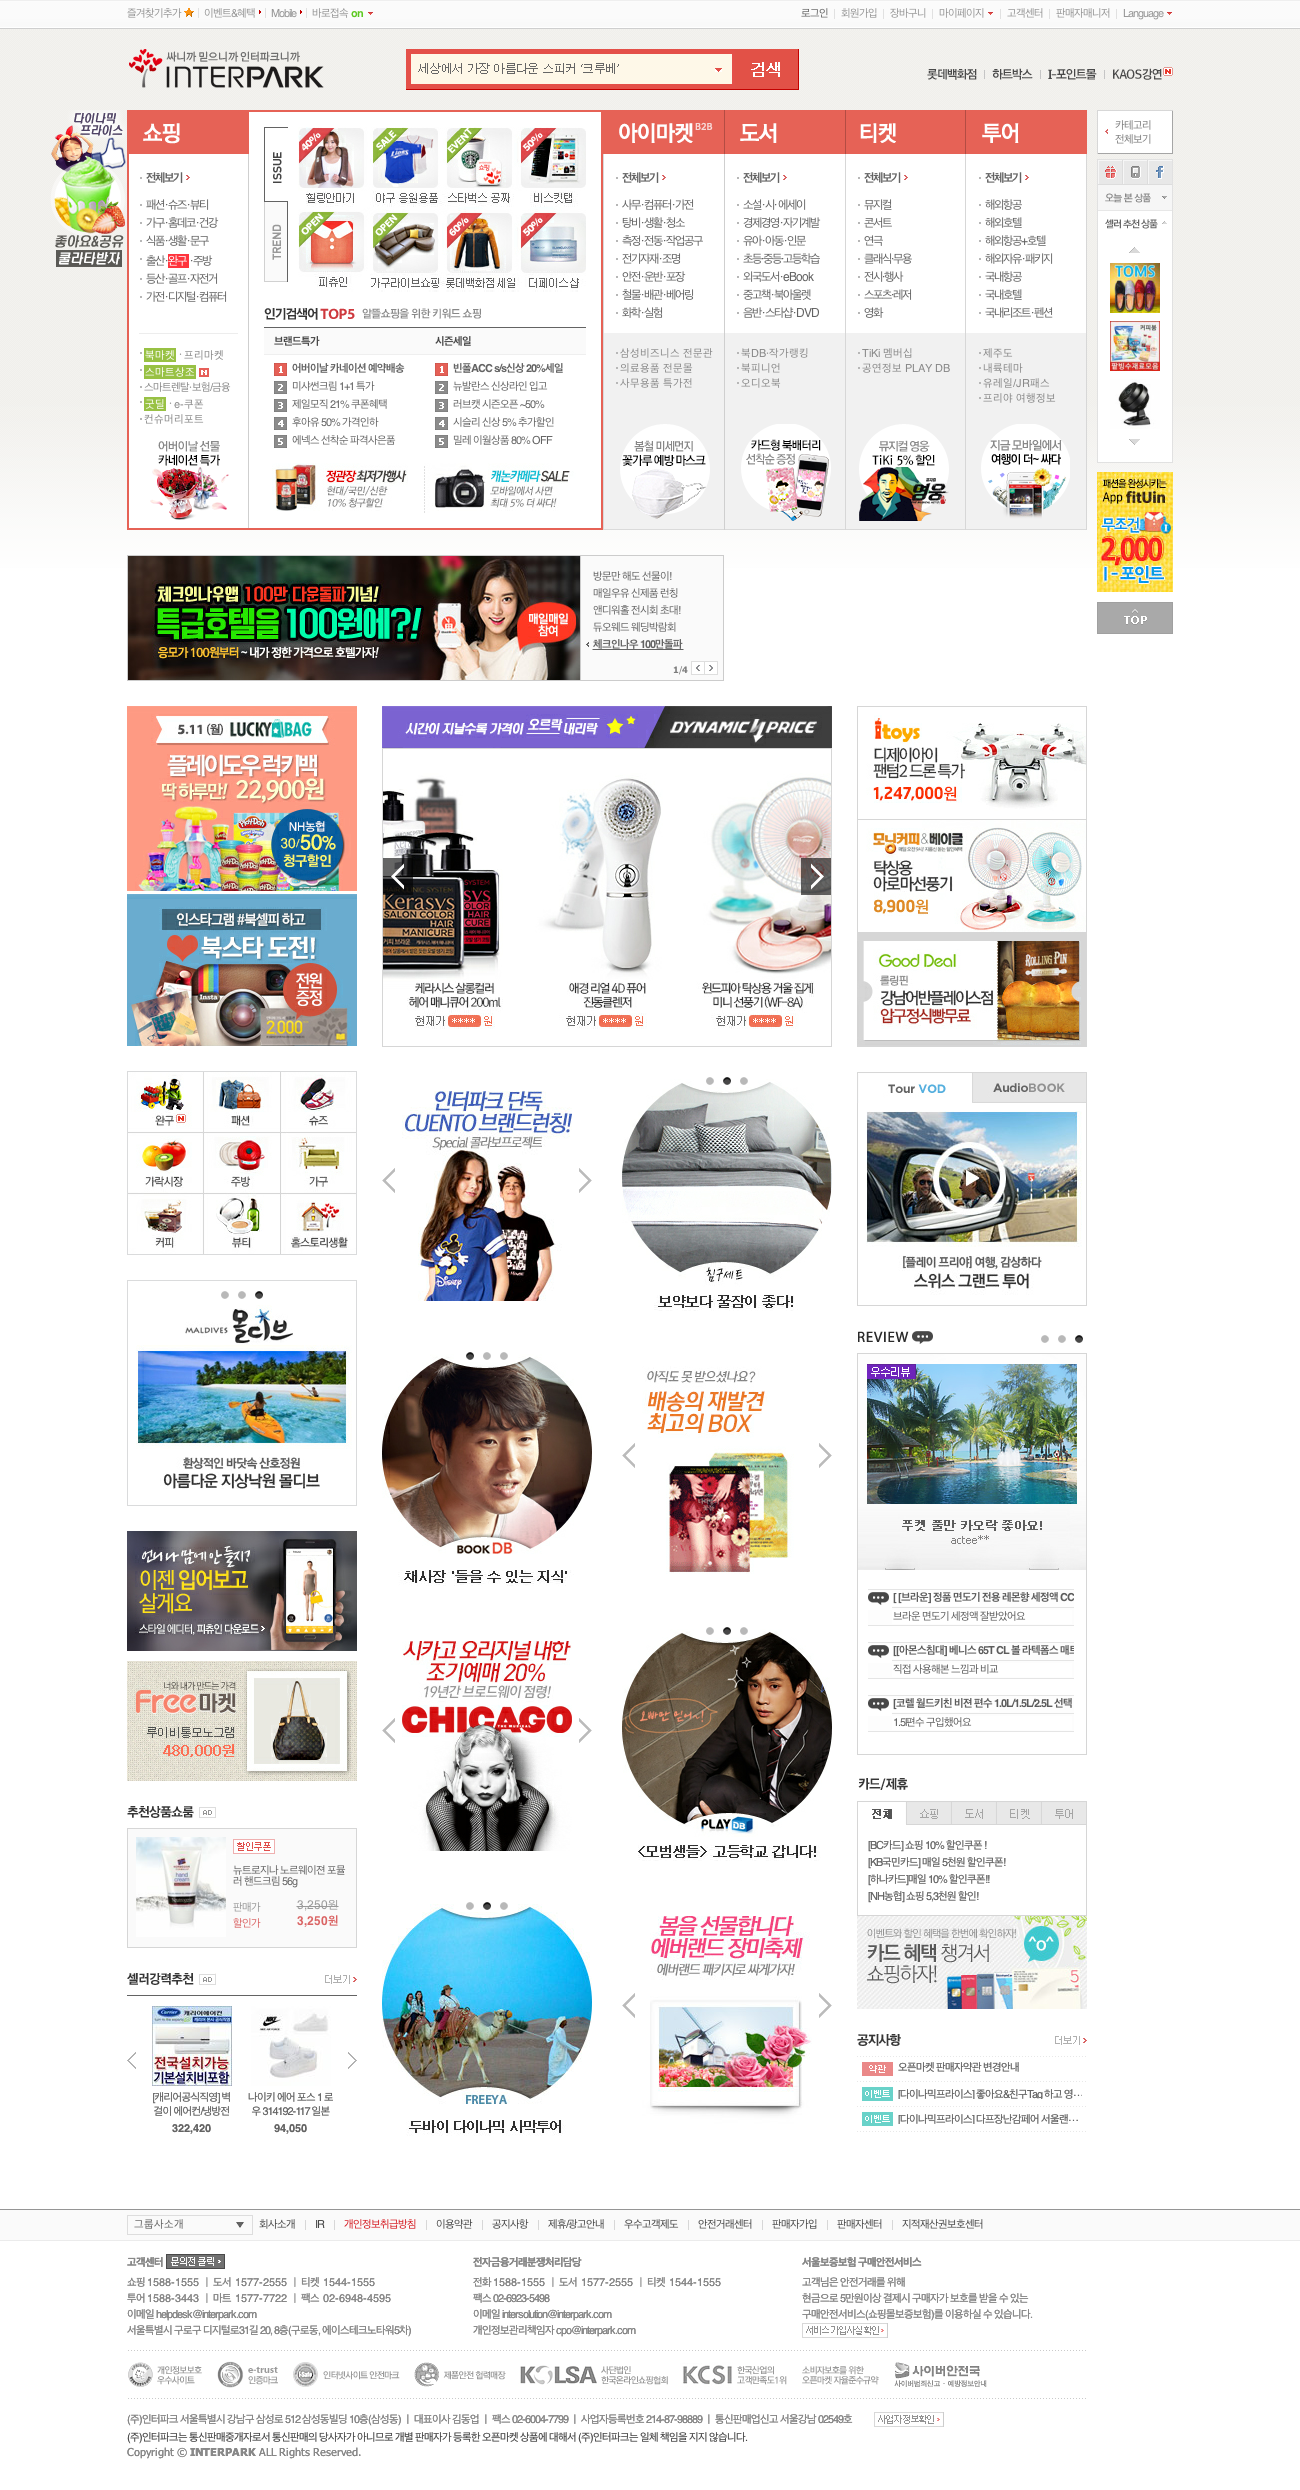 즐겨찾기추가 이벤트&혜택 Mobile 바로접속 on
로그인 회원가입 장바구니 마이페이지 고객센터 판매자매니저 Language
싸니까 믿으니까 인터파크니까
INTERPARK
세상에서 가장 아름다운 스피커 '크루베'
검색
롯데백화점 하트박스 I-포인트몰 KAOS강연 N
다이나믹
프라이스
좋아요&공유
쿨라타받자
쇼핑
전체보기
패션·슈즈·뷰티
가구·홈데코·건강
식품·생활·문구
출산·완구·주방
등산·골프·자전거
가전·디지털·컴퓨터
북마켓 · 프리마켓
스마트상조 N
스마트렌탈·보험/금융
굿딜 · e-쿠폰
컨슈머리포트
어버이날 선물
카네이션 특가
ISSUE
TREND
40%
SALE
EVENT
50%
힐링안마기
야구 응원용품
스타벅스 공짜
비스킷탭
OPEN
OPEN
60%
50%
피츄인
가구라이브쇼핑
롯데백화점세일
더페이스샵
인기검색어 TOP5 알뜰쇼핑을 위한 키워드 쇼핑
브랜드특가
1 어버이날 카네이션 예약배송
2 미사쎤크림 1+1 특가
3 제일모직 21% 쿠폰혜택
4 후아유 50% 가격인하
5 에넥스 선착순 파격사은품
시즌세일
1 빈폴ACC s/s신상 20%세일
2 뉴발란스 신상라인 입고
3 러브캣 시즌오픈 ~50%
4 시슬리 신상 5% 추가할인
5 밀레 이월상품 80% OFF
정관장 최저가행사
현대/국민/신한
10% 청구할인
캐논카메라 SALE
모바일에서 사면
최대 5% 더 싸다!
아이마켓 B2B
전체보기
사무·컴퓨터·가전
탕비·생활·청소
측정·전동·작업공구
전기자재·조명
안전·운반·포장
철물·배관·베어링
화학·실험
삼성비즈니스 전문관
의료용품 전문몰
사무용품 특가전
봄철 미세먼지
꽃가루 예방 마스크
도서
전체보기
소설·시·에세이
경제경영·자기계발
유아·아동·인문
초등·중등·고등학습
외국도서·eBook
중고책·북아울렛
음반·스타샵·DVD
북DB·작가랭킹
북피니언
오디오북
카드형 북배터리
선착순 증정
티켓
전체보기
뮤지컬
콘서트
연극
클래식·무용
전시·행사
스포츠·레저
영화
TiKi 멤버십
공연정보 PLAY DB
뮤지컬 영웅
TiKi 5% 할인
영웅
투어
전체보기
해외항공
해외호텔
해외항공+호텔
해외자유·패키지
국내항공
국내호텔
국내리조트·펜션
제주도
내륙테마
유레일/JR패스
프리야 여행정보
지금 모바일에서
여행이 더~ 싸다
카테고리
전체보기
오늘 본 상품
셀러 추천 상품
TOMS
커피몽
팥빙수재료모음
패션을 완성시키는
App fitUin
무조건
2,000
I-포인트
TOP
체크인나우앱 100만 다운돌파기념!
특급호텔을 100원에?!
응모가 100원부터 ~ 내가 정한 가격으로 호텔가자!
매일매일
참여
방문만 해도 선물이!
매일우유 신제품 런칭
앤디워홀 전시회 초대!
듀오웨드 웨딩박람회
체크인나우 100만돌파
1/4
5.11 (월) LUCKY BAG
플레이도우 럭키백
딱 하루만! 22,900원
NH농협
30/50%
청구할인
인스타그램 #북셀피 하고
북스타 도전!
전원
증정
Insta
2,000
시간이 지날수록 가격이 오르락 내리락
DYNAMIC PRICE
Kerasys
SALON COLOR
HAIR
MANICURE
케라시스 살롱컬러
헤어 매니큐어 200ml
현재가 **** 원
애경 리얼 4D 퓨어
진동클렌저
현재가 **** 원
윈드피아 탁상용 거울 집게
미니 선풍기 (WF-8A)
현재가 **** 원
itoys
디제이아이
팬텀2 드론 특가
1,247,000원
모닝커피&베이글
탁상용
아로마선풍기
8,900원
Good Deal
롤링핀
강남어반플레이스점
압구정식빵무료
ROLLING PIN
완구 N
패션
슈즈
가락시장
주방
가구
커피
뷰티
홈스토리생활
인터파크 단독
CUENTO 브랜드런칭!
Special 콜라보프로젝트
Disney
침구세트
보약보다 꿀잠이 좋다!
Tour VOD
AudioBOOK
[플레이 프리야] 여행, 감상하다
스위스 그랜드 투어
MALDIVES 몰디브
환상적인 바닷속 산호정원
아름다운 지상낙원 몰디브
BOOK DB
채사장 '들을 수 있는 지식'
아직도 못 받으셨나요?
배송의 재발견
최고의 BOX
REVIEW
우수리뷰
푸켓 풀만 카오락 좋아요!
actee**
[ [브라운] 정품 면도기 전용 레몬향 세정액 CC
브라운 면도기 세정액 잘받았어요
[[아몬스침대] 베니스 65T CL 볼 라텍폼스 매트
직접 사용해본 느낌과 비교
[코렐 월드키친 비젼 편수 1.0L/1.5L/2.5L 선택
1.5편수 구입했어요
언니 나 맘에 안 들지?
이젠 입어보고
살게요
스타일 에디터, 피츄인 다운로드
너와 내가 만드는 가격
Free마켓
루이비통모노그램
480,000원
시카고 오리지널 내한
조기예매 20%
19년간 브로드웨이 점령!
CHICAGO
THE MUSICAL
오빠만 믿어~!
PLAY DB
<모범생들> 고등학교 갑니다!
카드/제휴
전체 쇼핑 도서 티켓 투어
[BC카드] 쇼핑 10% 할인쿠폰 !
[KB국민카드] 매일 5천원 할인쿠폰!
[하나카드]매일 10% 할인쿠폰!!
[NH농협] 쇼핑 5,3천원 할인!
이벤트와 할인 혜택을 한번에 확인하자!
카드 혜택 챙겨서
쇼핑하자!
추천상품쇼룸 AD
할인쿠폰
뉴트로지나 노르웨이젼 포뮬
러 핸드크림 56g
판매가 3,250원
할인가 3,250원
셀러강력추천 AD 더보기
Carrier 캐리어에어컨
전국설치가능
기본설치비포함
[캐리어공식직영] 벽
걸이 에어컨/냉방전
322,420
NIKE
나이키 에어 포스 1 로
우 314192-117 일본
94,050
FREEYA
두바이 다이나믹 사막투어
봄을 선물합니다
에버랜드 장미축제
에버랜드 패키지로 싸게가자!
공지사항 더보기
약관 오픈마켓 판매자약관 변경안내
이벤트 [다이나믹프라이스] 좋아요&친구Tag 하고 영…
이벤트 [다이나믹프라이스] 다프장난감페어 서울랜…
그룹사소개 회사소개 IR 개인정보취급방침 이용약관 공지사항 제휴/광고안내 우수고객제도 안전거래센터 판매자가입 판매자센터 지적재산권보호센터
고객센터 문의전 클릭
쇼핑 1588-1555 | 도서 1577-2555 | 티켓 1544-1555
투어 1588-3443 | 마트 1577-7722 | 팩스 02-6948-4595
이메일 helpdesk@interpark.com
서울특별시 구로구 디지털로31길 20, 8층(구로동, 에이스테크노타워5차)
전자금융거래분쟁처리담당
전화 1588-1555 | 도서 1577-2555 | 티켓 1544-1555
팩스 02-6923-5498
이메일 intersolution@interpark.com
개인정보관리책임자 cpo@interpark.com
서울보증보험 구매안전서비스
고객님은 안전거래를 위해
현금으로 5만원이상 결제시 구매자가 보호를 받을 수 있는
구매안전서비스(쇼핑몰보증보험)를 이용하실 수 있습니다.
서비스가입사실확인
개인정보보호
우수사이트
e-trust
인증마크
인터넷사이트 안전마크
제품안전 협력매장
KOLSA 사단법인
한국온라인쇼핑협회
KCSI 한국산업의
고객만족도1위
소비자보호를 위한
오픈마켓 자율준수규약
사이버안전국
사이버범죄신고·예방정보안내
(주)인터파크 서울특별시 강남구 삼성로 512 삼성동빌딩 10층(삼성동) | 대표이사 김동업 | 팩스 02-6004-7799 | 사업자등록번호 214-87-98889 | 통신판매업신고 서울강남 02549호 사업자정보확인
(주)인터파크는 통신판매중개자로서 통신판매의 당사자가 아니므로 개별 판매자가 등록한 오픈마켓 상품에 대해서 (주)인터파크는 일체 책임을 지지 않습니다.
Copyright © INTERPARK ALL Rights Reserved.